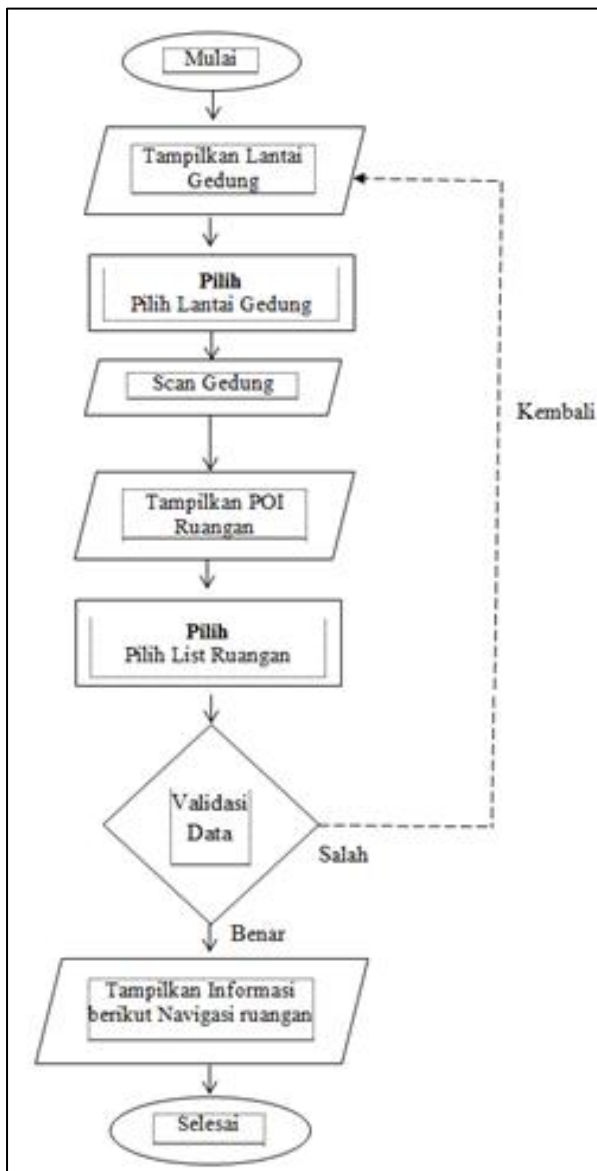 Mulai
Tampilkan Lantai
Gedung
Pilih
Pilih Lantai Gedung
Scan Gedung
Kembali
Tampilkan POI
Ruangan
Pilih
Pilih List Ruangan
Validasi
Data
Salah
Benar
Tampilkan Informasi
berikut Navigasi ruangan
Selesai